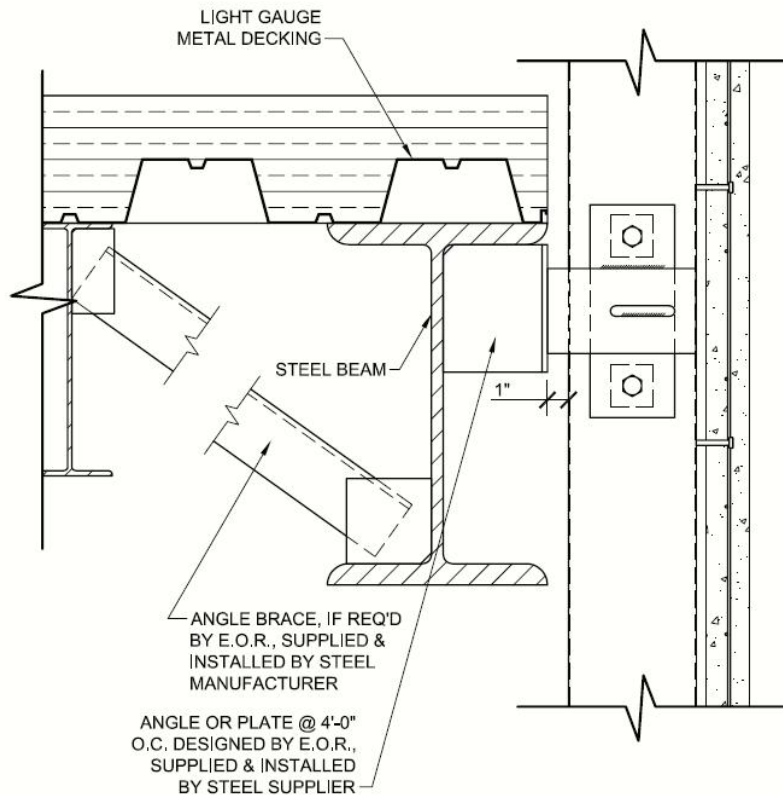 LIGHT GAUGE
METAL DECKING
STEEL BEAM
1"
ANGLE BRACE, IF REQ'D
BY E.O.R., SUPPLIED &
INSTALLED BY STEEL
MANUFACTURER
ANGLE OR PLATE @ 4'-0"
O.C. DESIGNED BY E.O.R.,
SUPPLIED & INSTALLED
BY STEEL SUPPLIER